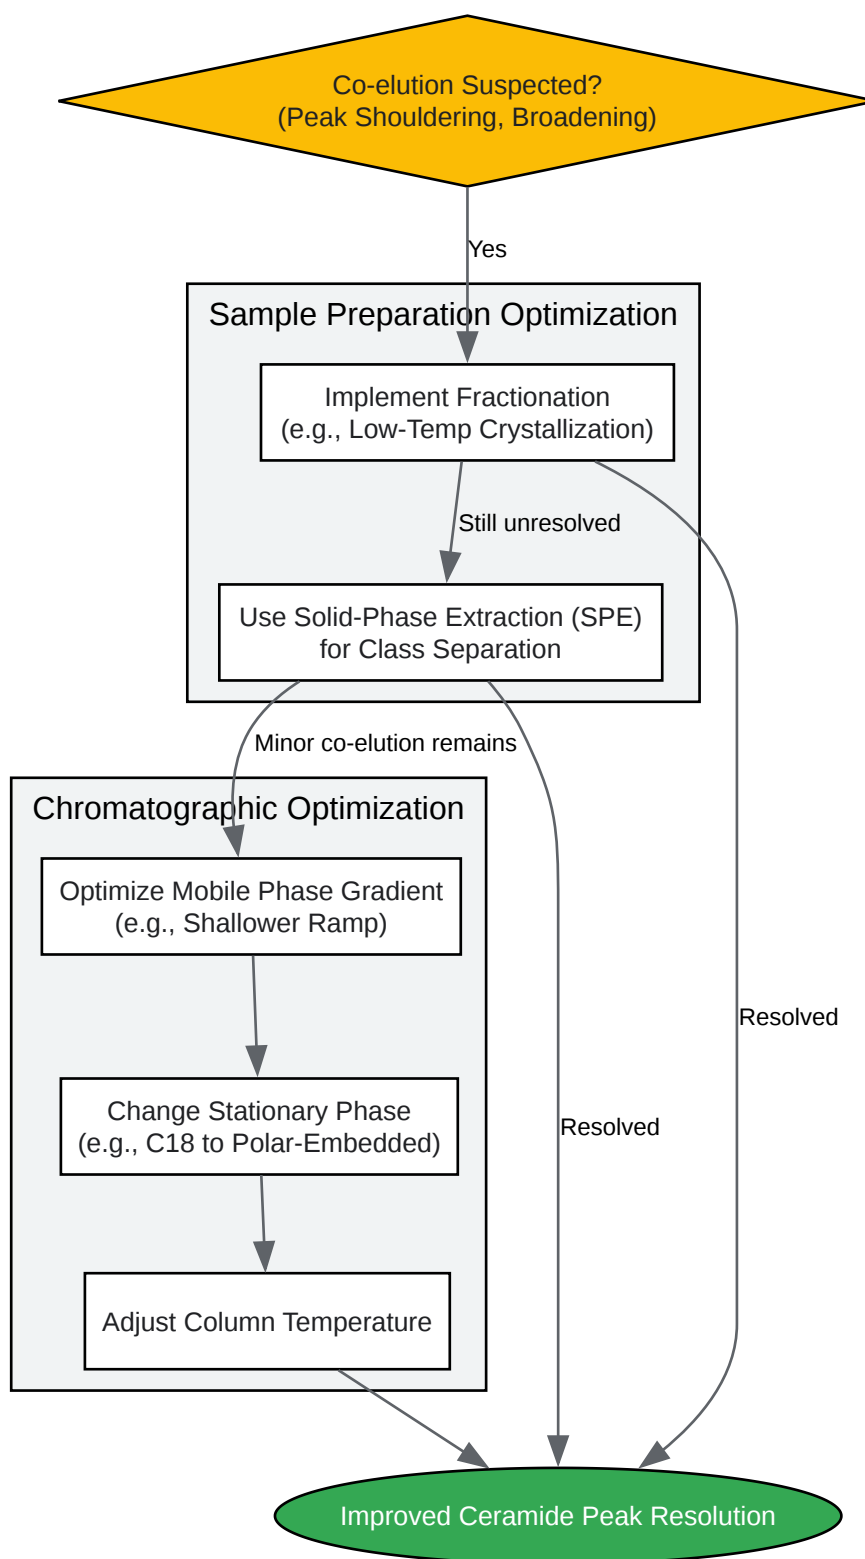 Co-elution Suspected?
(Peak Shouldering, Broadening)
Yes
Sample Preparation Optimization
Implement Fractionation
(e.g., Low-Temp Crystallization)
Still unresolved
Use Solid-Phase Extraction (SPE)
for Class Separation
Minor co-elution remains
Chromatographic Optimization
Optimize Mobile Phase Gradient
(e.g., Shallower Ramp)
Resolved
Change Stationary Phase
(e.g., C18 to Polar-Embedded)
Resolved
Adjust Column Temperature
Improved Ceramide Peak Resolution